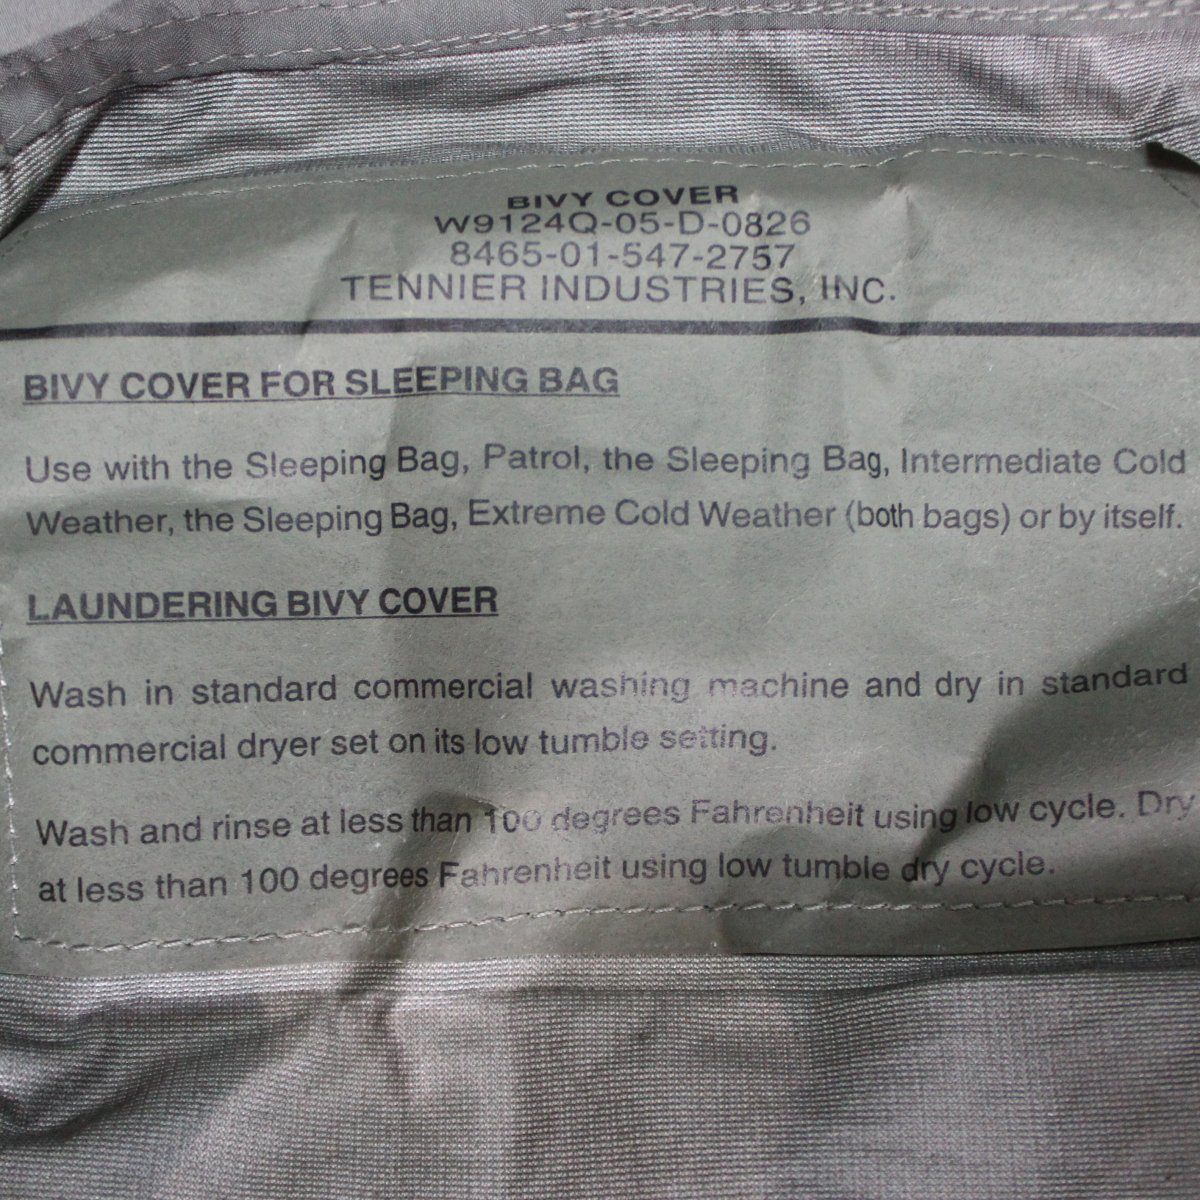 BIVY COVER
W9124Q-05-D-0826
8465-01-547-2757
TENNIER INDUSTRIES, INC.
BIVY COVER FOR SLEEPING BAG
Use with the Sleeping Bag, Patrol, the Sleeping Bag, Intermediate Cold
Weather, the Sleeping Bag, Extreme Cold Weather (both bags) or by itself.
LAUNDERING BIVY COVER
Wash in standard commercial washing machine and dry in standard
commercial dryer set on its low tumble setting.
Wash and rinse at less than 100 degrees Fahrenheit using low cycle. Dry
at less than 100 degrees Fahrenheit using low tumble dry cycle.